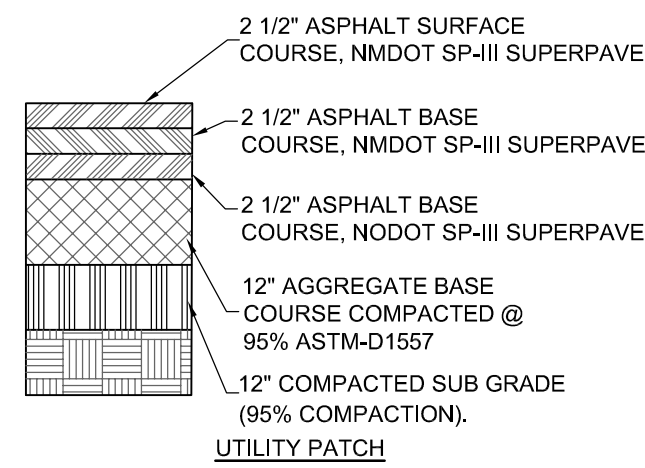 2 1/2" ASPHALT SURFACE
COURSE, NMDOT SP-III SUPERPAVE
2 1/2" ASPHALT BASE
COURSE, NMDOT SP-III SUPERPAVE
2 1/2" ASPHALT BASE
COURSE, NODOT SP-III SUPERPAVE
12" AGGREGATE BASE
COURSE COMPACTED @
95% ASTM-D1557
12" COMPACTED SUB GRADE
(95% COMPACTION).
UTILITY PATCH